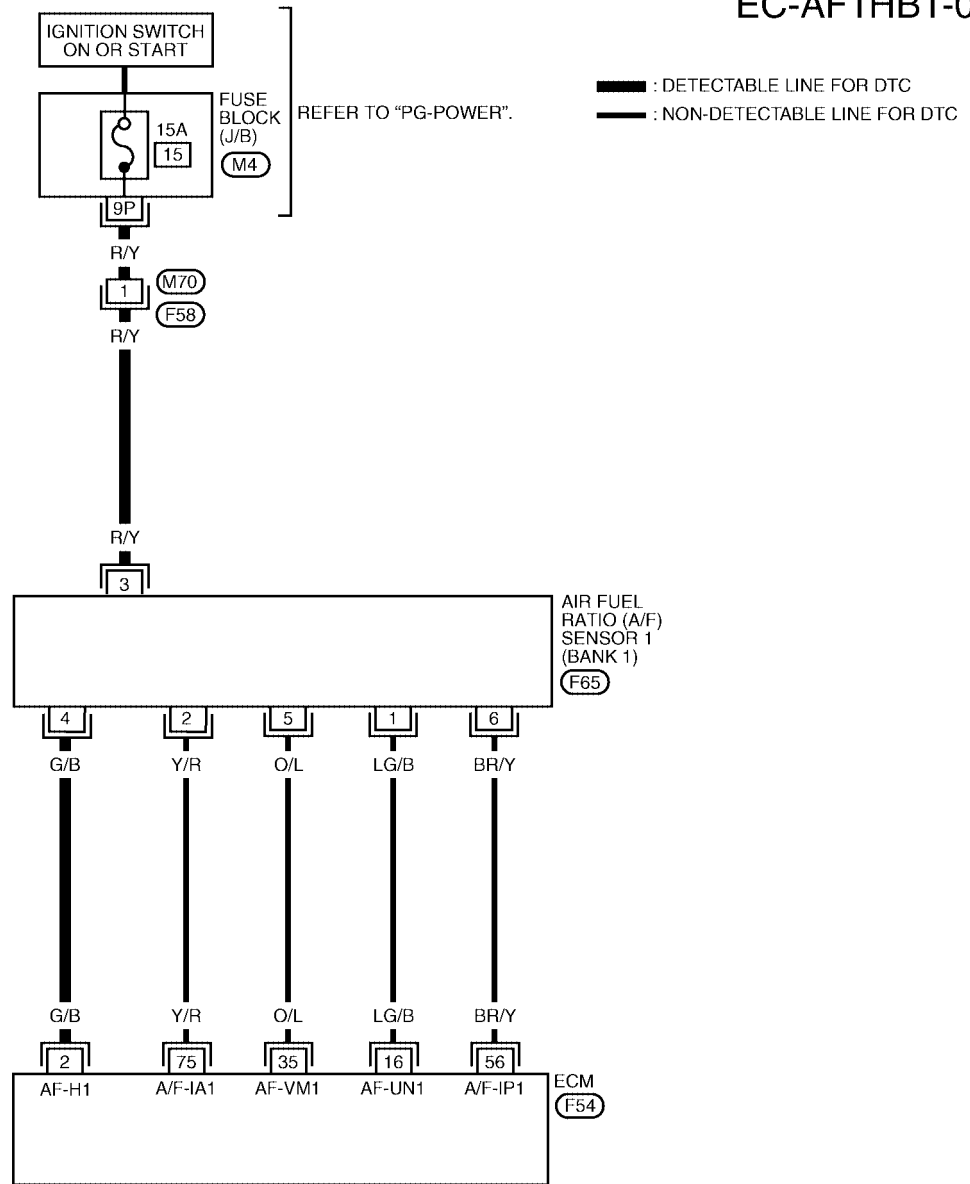 EC-AF1HB1-0
IGNITION SWITCH
ON OR START
FUSE
BLOCK
(J/B)
M4
15A
15
REFER TO “PG-POWER”.
: DETECTABLE LINE FOR DTC
: NON-DETECTABLE LINE FOR DTC
9P
R/Y
1
M70
F58
R/Y
R/Y
3
AIR FUEL
RATIO (A/F)
SENSOR 1
(BANK 1)
F65
4 2 5 1 6
G/B Y/R O/L LG/B BR/Y
G/B Y/R O/L LG/B BR/Y
2 75 35 16 56
AF-H1 A/F-IA1 AF-VM1 AF-UN1 A/F-IP1
ECM
F54